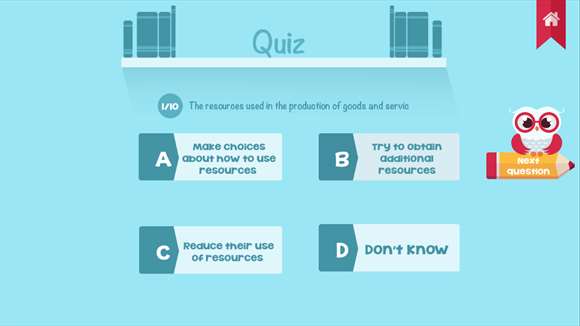 Quiz
1/10 The resources used in the production of goods and servic
A Make choices
about how to use
resources
B Try to obtain
additional
resources
Next
question
C Reduce their use
of resources
D Don't Know